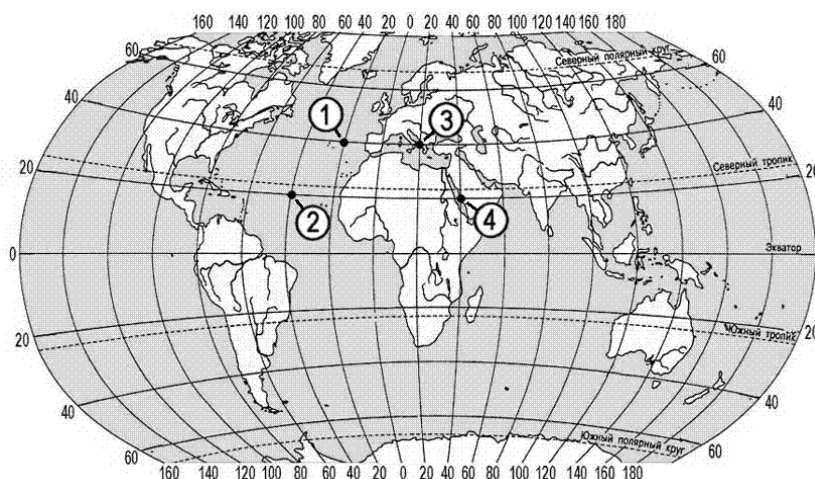 160 140 120 100 80 60 40 20 0 20 40 60 80 100 120 140 160 180
60 Северный полярный круг 60
40 40
1 3
20 Северный тропик 20
2 4
0 Экватор 0
20 Южный тропик 20
40 40
60 Южный полярный круг 60
160 140 120 100 80 60 40 20 0 20 40 60 80 100 120 140 160 180